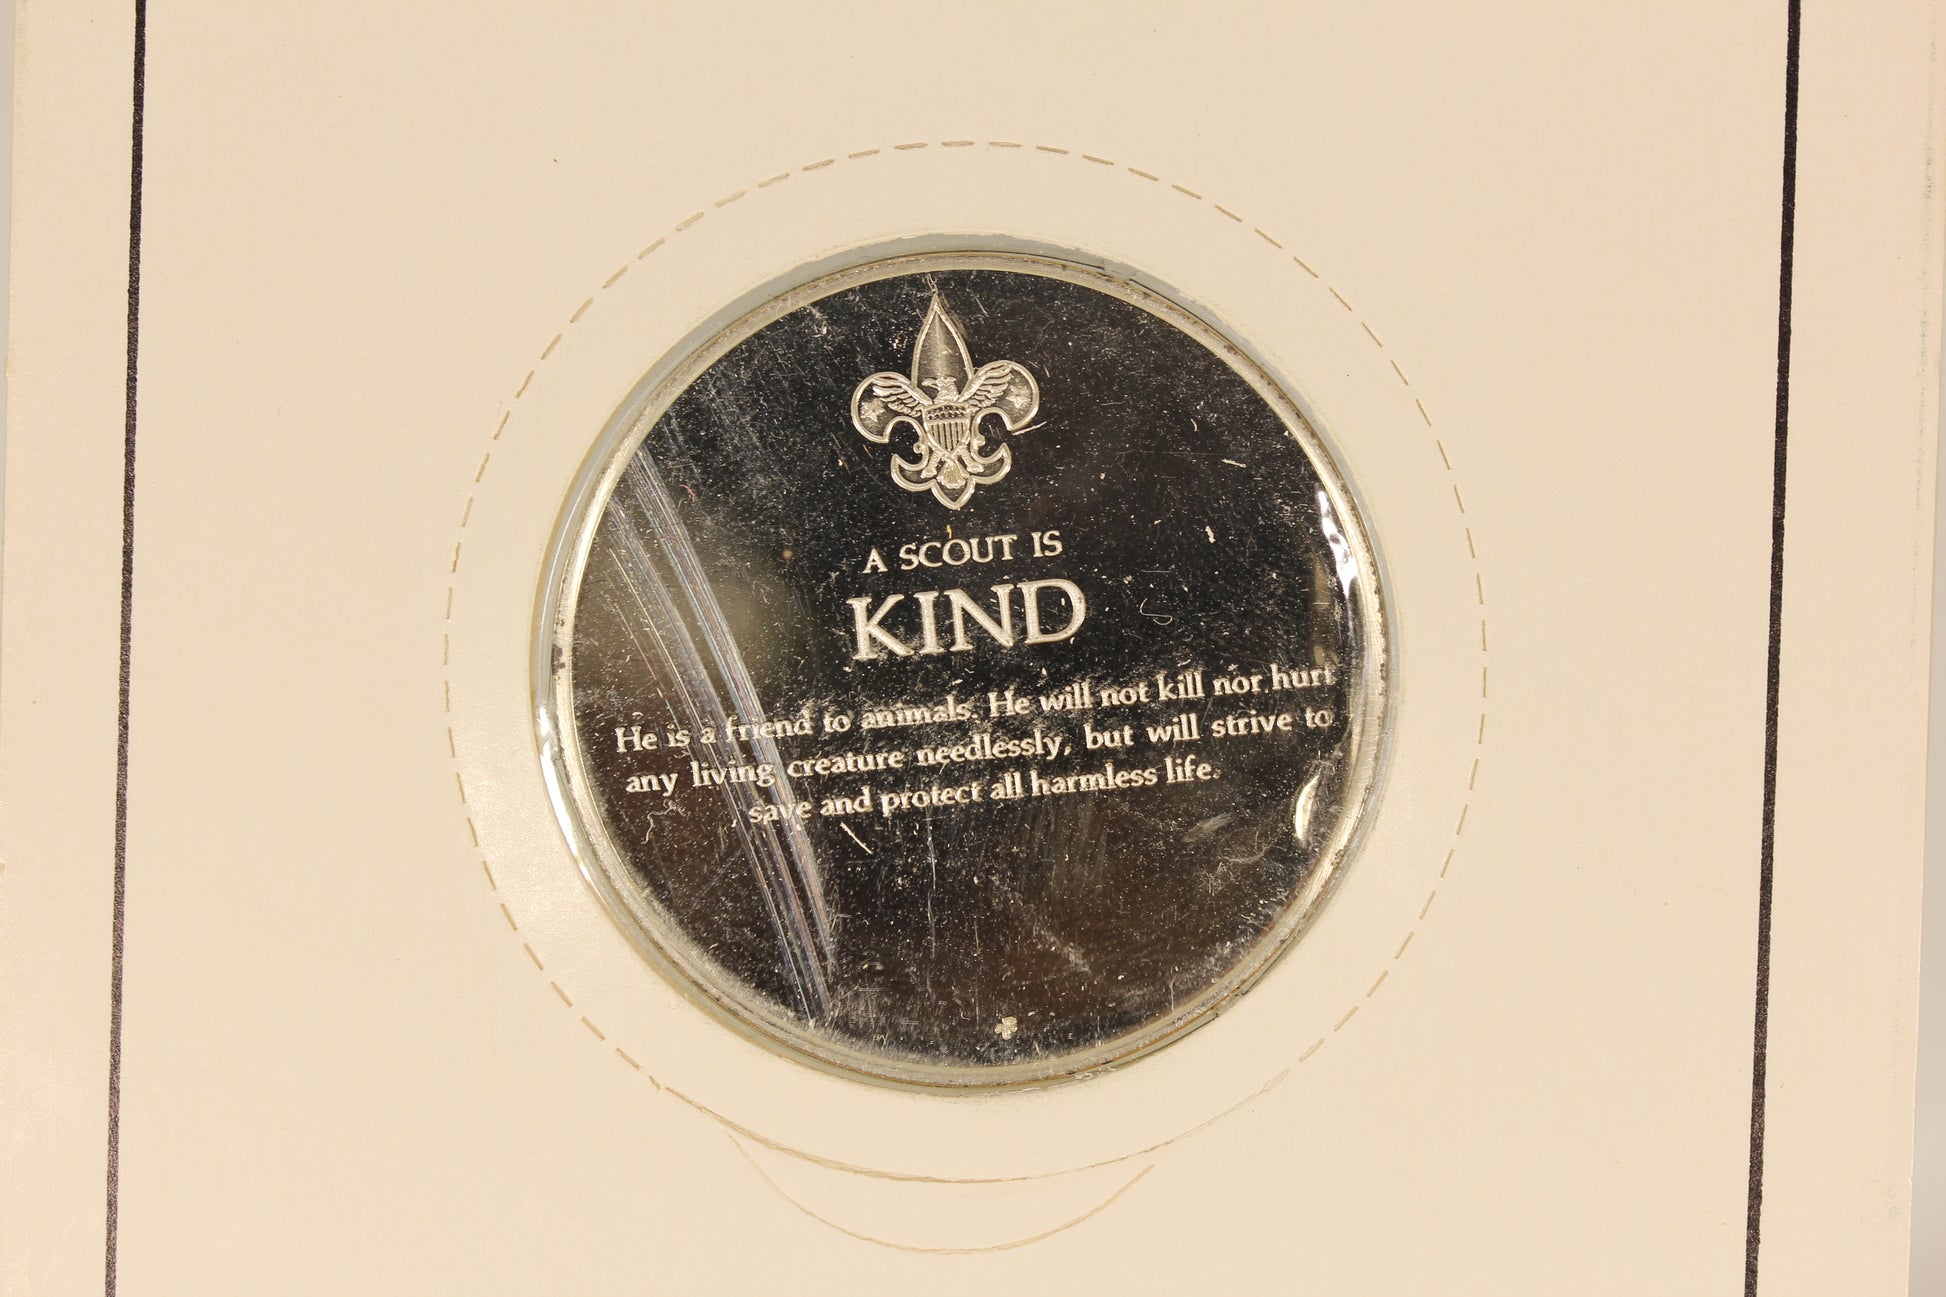 A SCOUT IS
KIND
He is a friend to animals. He will not kill nor hurt
any living creature needlessly, but will strive to
save and protect all harmless life.